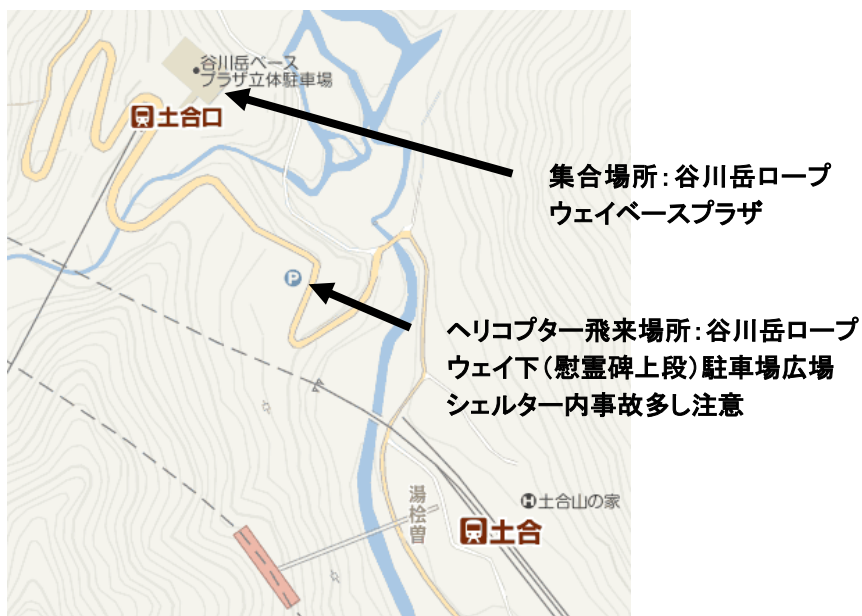 谷川岳ベース
プラザ立体駐車場
土合口
集合場所：谷川岳ロープ
ウェイベースプラザ
P
ヘリコプター飛来場所：谷川岳ロープ
ウェイ下（慰霊碑上段）駐車場広場
シェルター内事故多し注意
湯桧曽
H土合山の家
土合